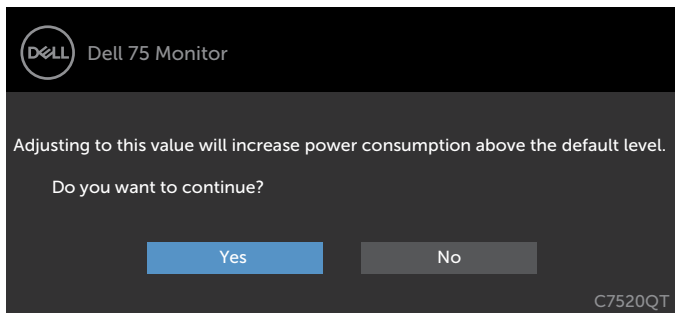 DELL
Dell 75 Monitor
Adjusting to this value will increase power consumption above the default level.
Do you want to continue?
Yes No
C7520QT